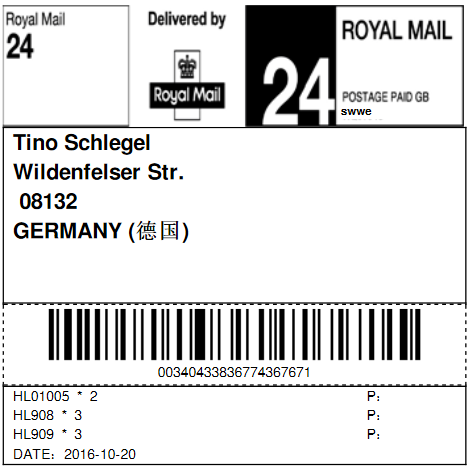 Royal Mail
24
Delivered by
Royal Mail
24
ROYAL MAIL
POSTAGE PAID GB
swwe
Tino Schlegel
Wildenfelser Str.
08132
GERMANY (德国)
00340433836774367671
HL01005 * 2 P:
HL908 * 3 P:
HL909 * 3 P:
DATE: 2016-10-20